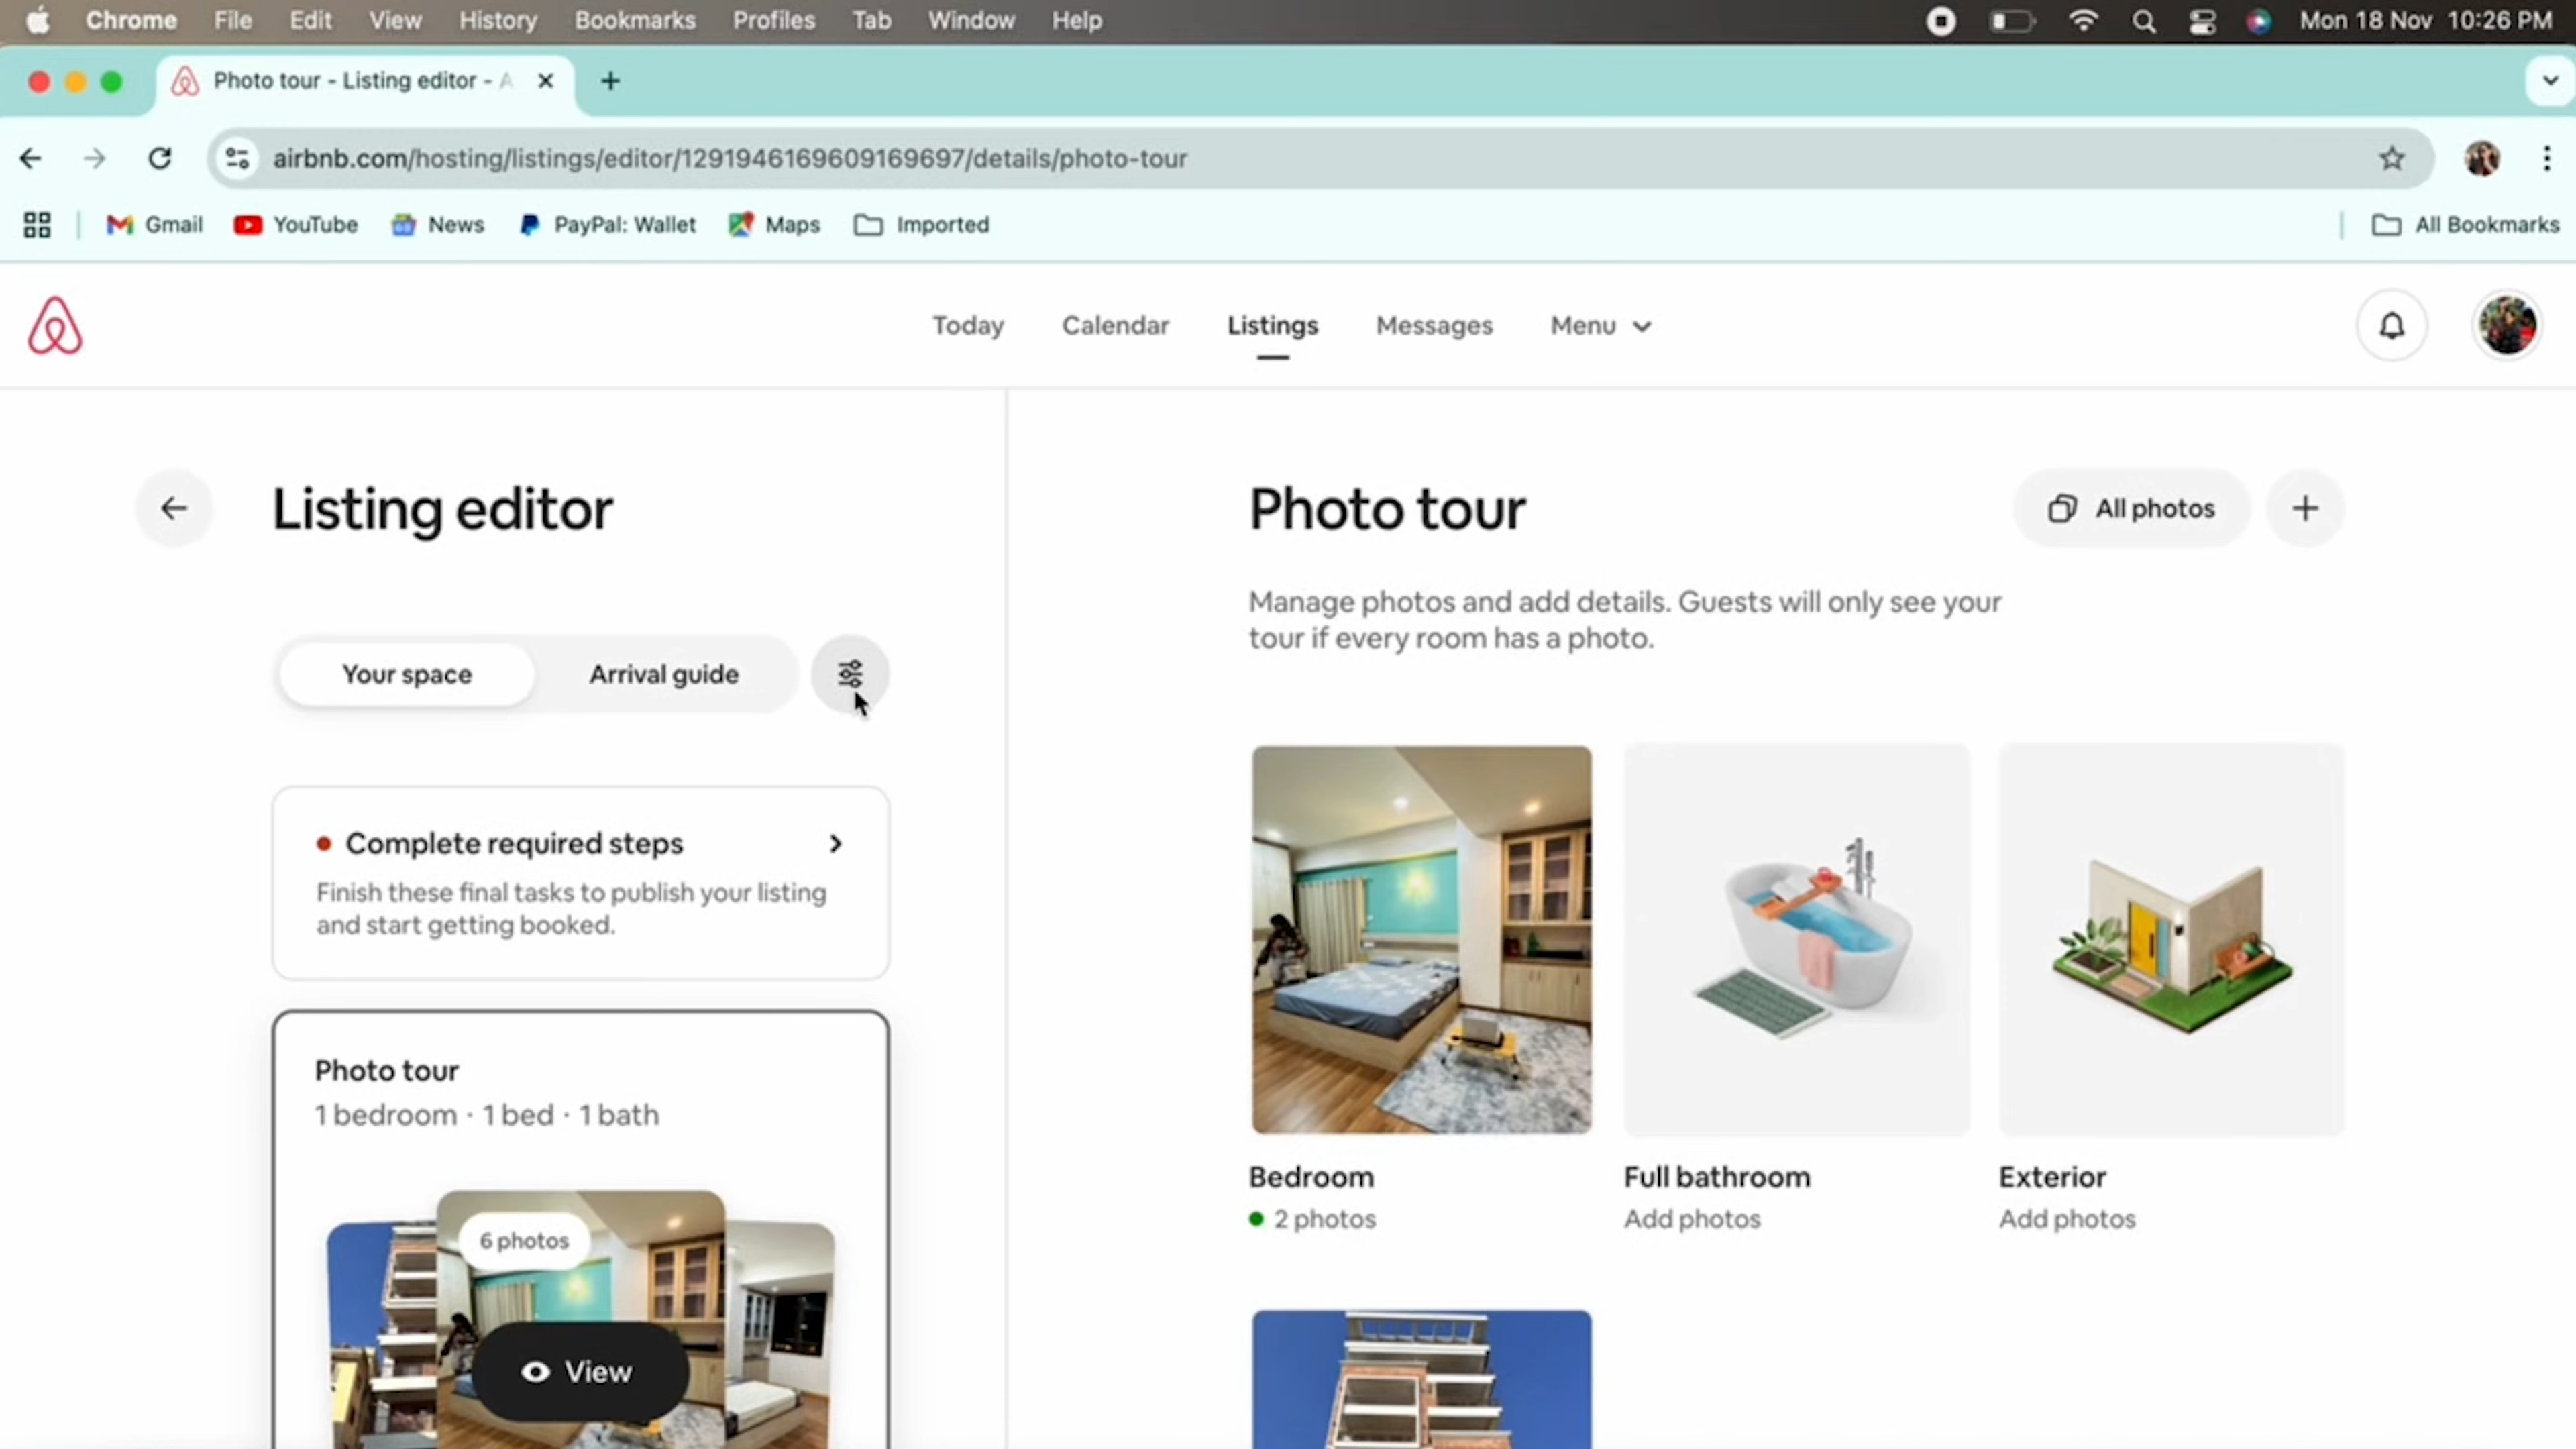 Chrome File Edit View History Bookmarks Profiles Tab Window Help Mon 18 Nov 10:26 PM
Photo tour - Listing editor - A
airbnb.com/hosting/listings/editor/1291946169609169697/details/photo-tour
Gmail YouTube News PayPal: Wallet Maps Imported All Bookmarks
Today Calendar Listings Messages Menu
Listing editor
Your space Arrival guide
Complete required steps
Finish these final tasks to publish your listing
and start getting booked.
Photo tour
1 bedroom · 1 bed · 1 bath
6 photos
View
Photo tour
All photos
Manage photos and add details. Guests will only see your
tour if every room has a photo.
Bedroom
2 photos
Full bathroom
Add photos
Exterior
Add photos